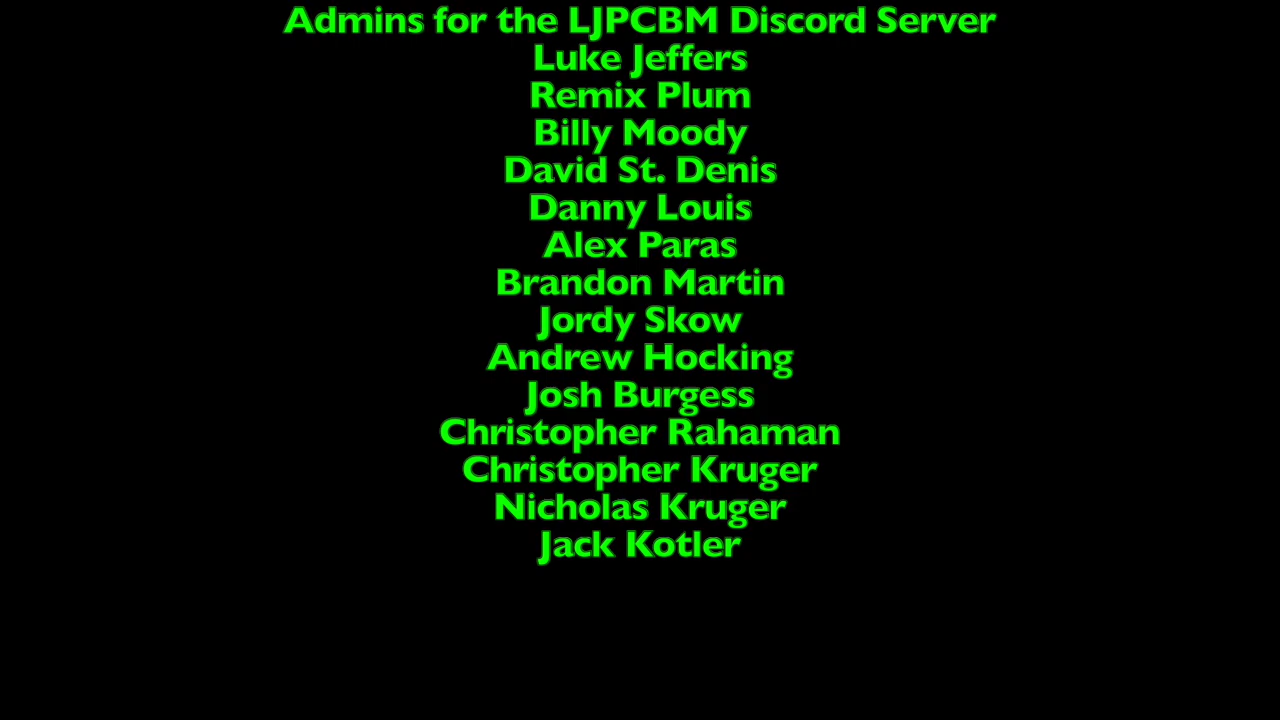 Admins for the LJPCBM Discord Server
Luke Jeffers
Remix Plum
Billy Moody
David St. Denis
Danny Louis
Alex Paras
Brandon Martin
Jordy Skow
Andrew Hocking
Josh Burgess
Christopher Rahaman
Christopher Kruger
Nicholas Kruger
Jack Kotler